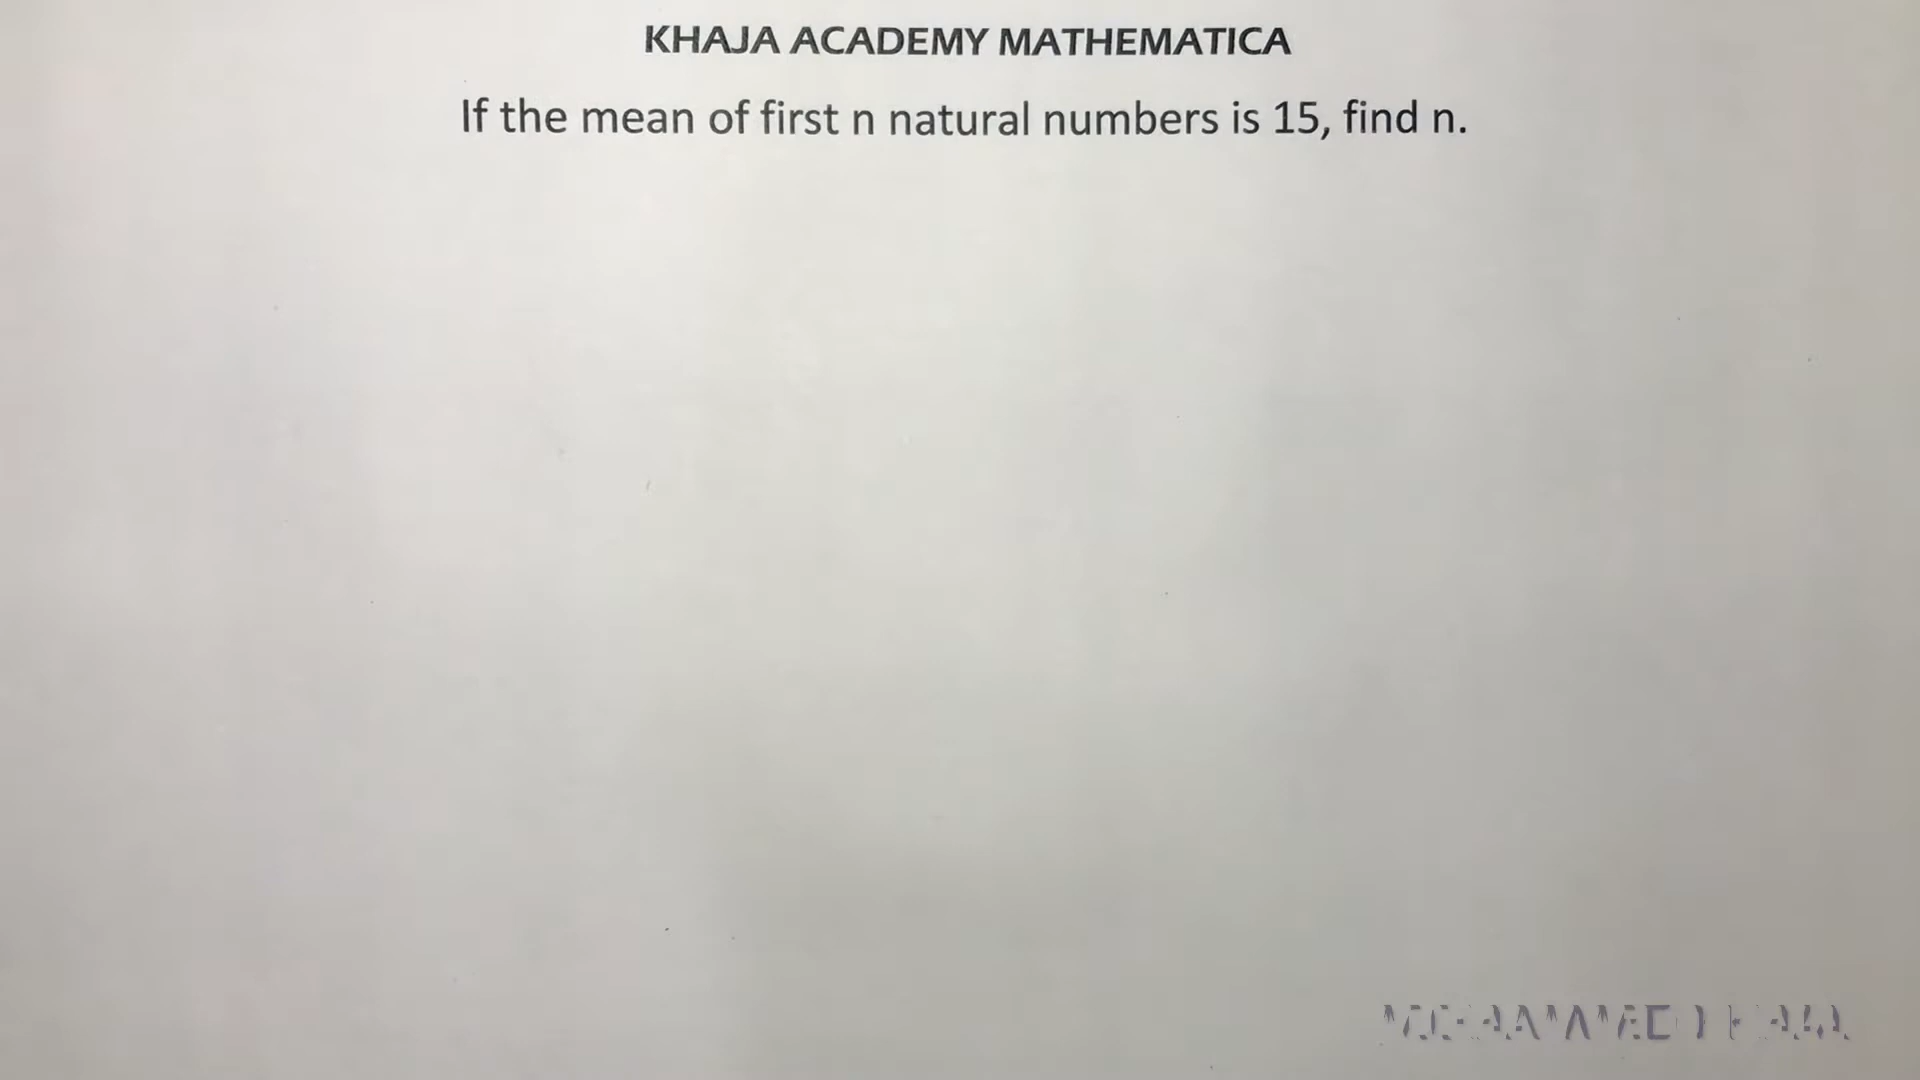 KHAJA ACADEMY MATHEMATICA
If the mean of first n natural numbers is 15, find n.